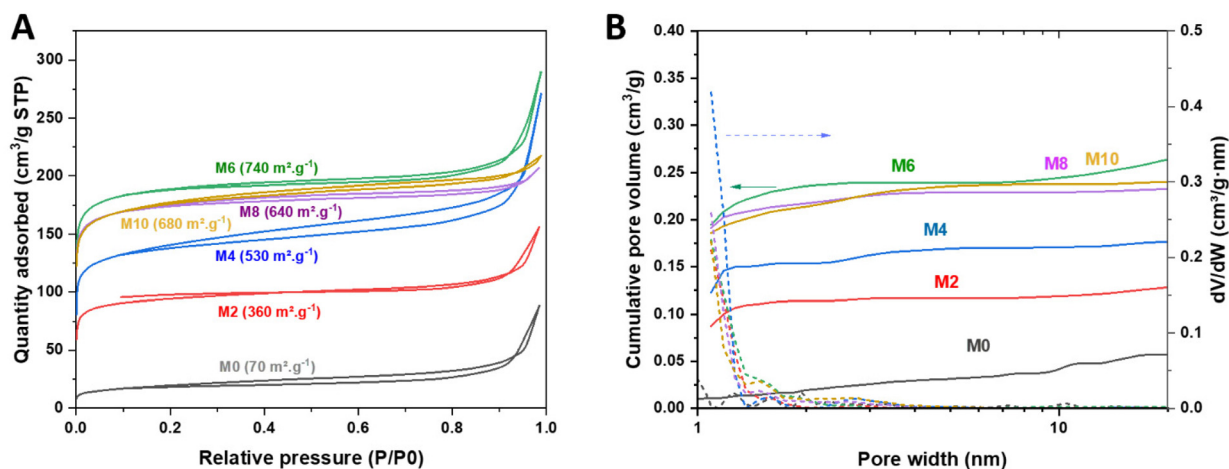 A
Quantity adsorbed (cm³/g STP)
300
250
200
150
100
50
0
M6 (740 m².g⁻¹)
M10 (680 m².g⁻¹)
M8 (640 m².g⁻¹)
M4 (530 m².g⁻¹)
M2 (360 m².g⁻¹)
M0 (70 m².g⁻¹)
0.0 0.2 0.4 0.6 0.8 1.0
Relative pressure (P/P0)
B
Cumulative pore volume (cm³/g)
0.40
0.35
0.30
0.25
0.20
0.15
0.10
0.05
0.00
M6
M8
M10
M4
M2
M0
1 10
Pore width (nm)
0.5
0.4
0.3
0.2
0.1
0.0
dV/dW (cm³/g·nm)